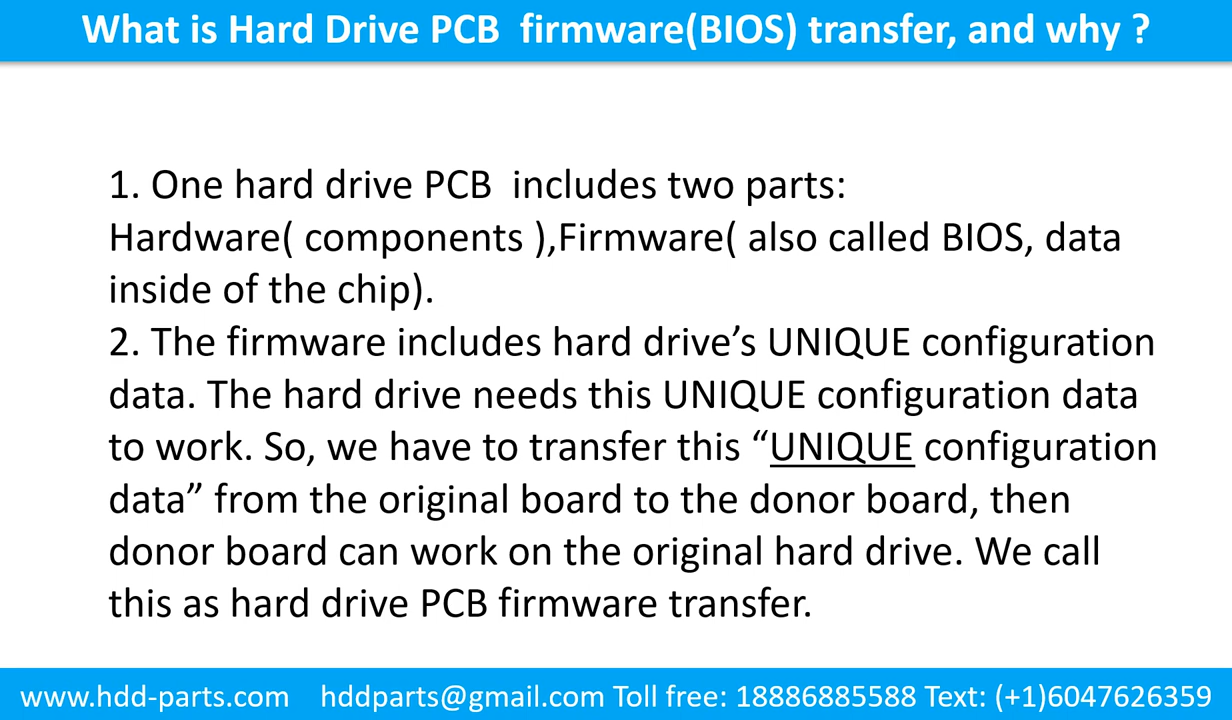 What is Hard Drive PCB  firmware(BIOS) transfer, and why ?
1. One hard drive PCB  includes two parts:
Hardware( components ),Firmware( also called BIOS, data
inside of the chip).
2. The firmware includes hard drive’s UNIQUE configuration
data. The hard drive needs this UNIQUE configuration data
to work. So, we have to transfer this “UNIQUE configuration
data” from the original board to the donor board, then
donor board can work on the original hard drive. We call
this as hard drive PCB firmware transfer.
www.hdd-parts.com    hddparts@gmail.com Toll free: 18886885588 Text: (+1)6047626359